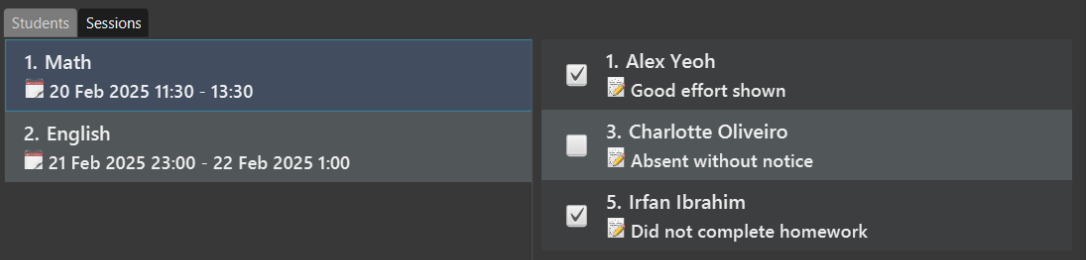 Students Sessions
1. Math
20 Feb 2025 11:30 - 13:30
2. English
21 Feb 2025 23:00 - 22 Feb 2025 1:00
1. Alex Yeoh
Good effort shown
3. Charlotte Oliveiro
Absent without notice
5. Irfan Ibrahim
Did not complete homework